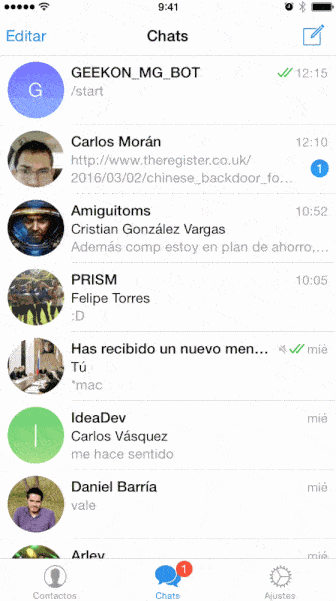 9:41
Editar
Chats
GEEKON_MG_BOT
12:15
G
/start
Carlos Morán
12:10
http://www.theregister.co.uk/
2016/03/02/chinese_backdoor_fo...
1
Amiguitoms
10:52
Cristian González Vargas
Además comp estoy en plan de ahorro,...
PRISM
10:05
Felipe Torres
:D
Has recibido un nuevo men...
mié
Tú
*mac
IdeaDev
mié
I
Carlos Vásquez
me hace sentido
Daniel Barría
mié
vale
Arley
mié
1
Contactos
Chats
Ajustes